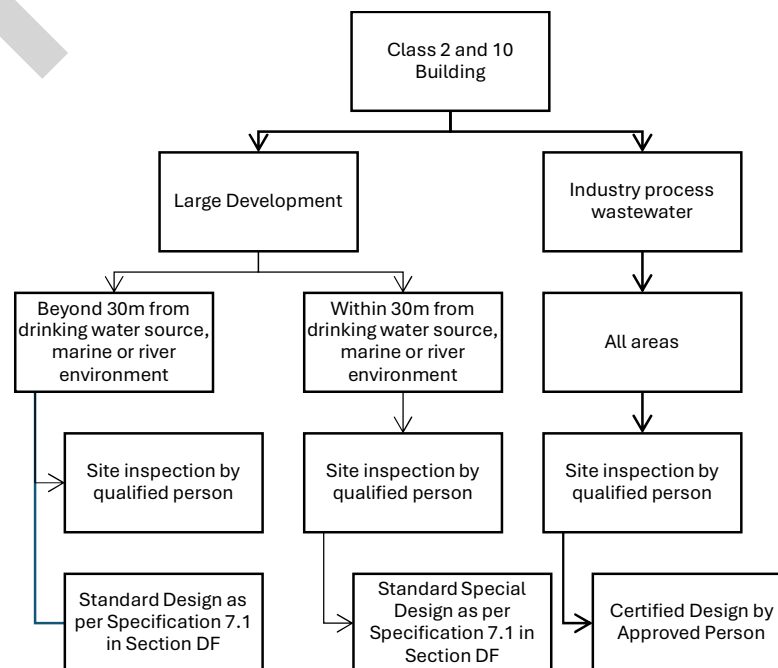 Class 2 and 10
Building
Large Development
Industry process
wastewater
Beyond 30m from
drinking water source,
marine or river
environment
Within 30m from
drinking water source,
marine or river
environment
All areas
Site inspection by
qualified person
Site inspection by
qualified person
Site inspection by
qualified person
Standard Design as
per Specification 7.1
in Section DF
Standard Special
Design as per
Specification 7.1 in
Section DF
Certified Design by
Approved Person